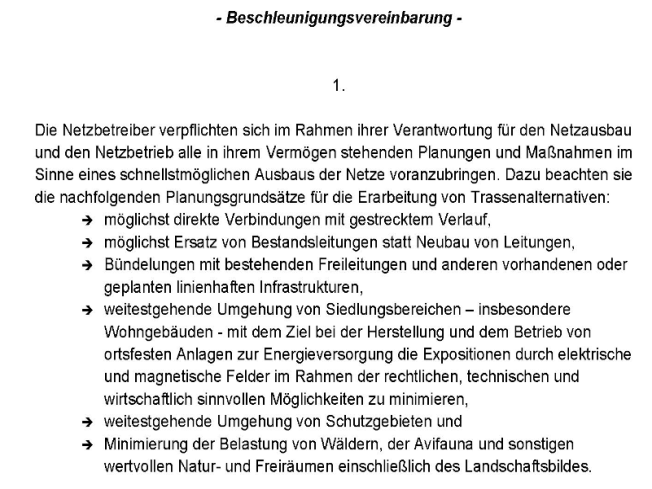 - Beschleunigungsvereinbarung -
1.
Die Netzbetreiber verpflichten sich im Rahmen ihrer Verantwortung für den Netzausbau
und den Netzbetrieb alle in ihrem Vermögen stehenden Planungen und Maßnahmen im
Sinne eines schnellstmöglichen Ausbaus der Netze voranzubringen. Dazu beachten sie
die nachfolgenden Planungsgrundsätze für die Erarbeitung von Trassenalternativen:
➔ möglichst direkte Verbindungen mit gestrecktem Verlauf,
➔ möglichst Ersatz von Bestandsleitungen statt Neubau von Leitungen,
➔ Bündelungen mit bestehenden Freileitungen und anderen vorhandenen oder
geplanten linienhaften Infrastrukturen,
➔ weitestgehende Umgehung von Siedlungsbereichen – insbesondere
Wohngebäuden - mit dem Ziel bei der Herstellung und dem Betrieb von
ortsfesten Anlagen zur Energieversorgung die Expositionen durch elektrische
und magnetische Felder im Rahmen der rechtlichen, technischen und
wirtschaftlich sinnvollen Möglichkeiten zu minimieren,
➔ weitestgehende Umgehung von Schutzgebieten und
➔ Minimierung der Belastung von Wäldern, der Avifauna und sonstigen
wertvollen Natur- und Freiräumen einschließlich des Landschaftsbildes.